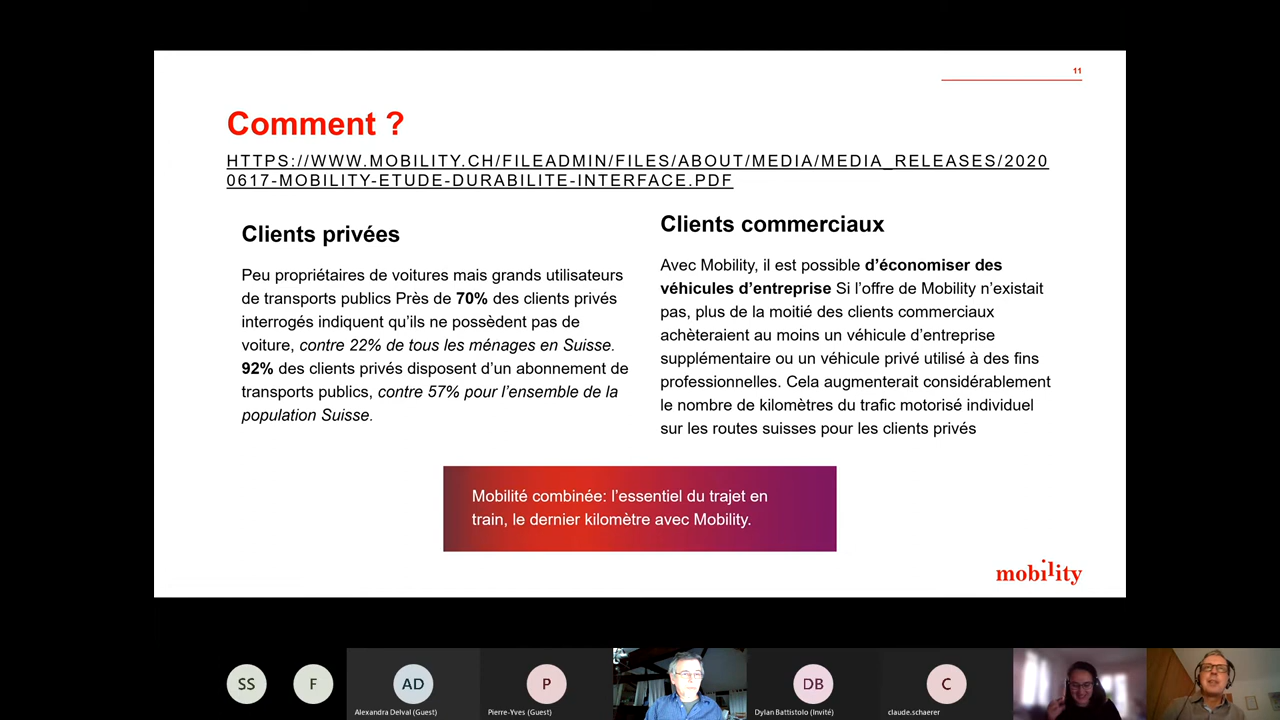 11
Comment ?
HTTPS://WWW.MOBILITY.CH/FILEADMIN/FILES/ABOUT/MEDIA/MEDIA_RELEASES/2020
0617-MOBILITY-ETUDE-DURABILITE-INTERFACE.PDF
Clients privées
Peu propriétaires de voitures mais grands utilisateurs
de transports publics Près de 70% des clients privés
interrogés indiquent qu’ils ne possèdent pas de
voiture, contre 22% de tous les ménages en Suisse.
92% des clients privés disposent d’un abonnement de
transports publics, contre 57% pour l’ensemble de la
population Suisse.
Clients commerciaux
Avec Mobility, il est possible d’économiser des
véhicules d’entreprise Si l’offre de Mobility n’existait
pas, plus de la moitié des clients commerciaux
achèteraient au moins un véhicule d’entreprise
supplémentaire ou un véhicule privé utilisé à des fins
professionnelles. Cela augmenterait considérablement
le nombre de kilomètres du trafic motorisé individuel
sur les routes suisses pour les clients privés
Mobilité combinée: l’essentiel du trajet en
train, le dernier kilomètre avec Mobility.
mobility
SS
F
AD
Alexandra Delval (Guest)
P
Pierre-Yves (Guest)
DB
Dylan Battistolo (Invité)
C
claude.schaerer